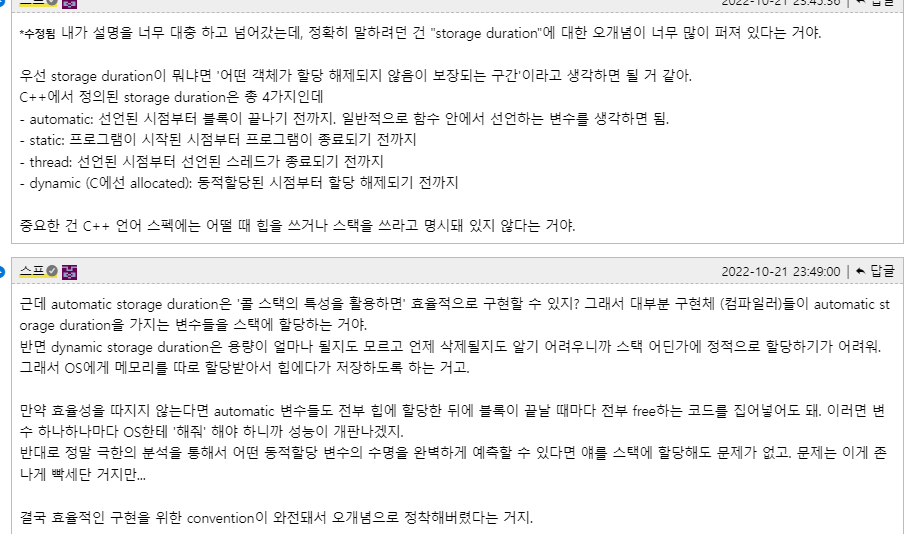 스프 2022-10-21 23:45:36 | 답글
*수정됨 내가 설명을 너무 대충 하고 넘어갔는데, 정확히 말하려던 건 "storage duration"에 대한 오개념이 너무 많이 퍼져 있다는 거야.
우선 storage duration이 뭐냐면 '어떤 객체가 할당 해제되지 않음이 보장되는 구간'이라고 생각하면 될 거 같아.
C++에서 정의된 storage duration은 총 4가지인데
- automatic: 선언된 시점부터 블록이 끝나기 전까지. 일반적으로 함수 안에서 선언하는 변수를 생각하면 됨.
- static: 프로그램이 시작된 시점부터 프로그램이 종료되기 전까지
- thread: 선언된 시점부터 선언된 스레드가 종료되기 전까지
- dynamic (C에선 allocated): 동적할당된 시점부터 할당 해제되기 전까지
중요한 건 C++ 언어 스펙에는 어떨 때 힙을 쓰거나 스택을 쓰라고 명시돼 있지 않다는 거야.
스프 2022-10-21 23:49:00 | 답글
근데 automatic storage duration은 '콜 스택의 특성을 활용하면' 효율적으로 구현할 수 있지? 그래서 대부분 구현체 (컴파일러)들이 automatic st
orage duration을 가지는 변수들을 스택에 할당하는 거야.
반면 dynamic storage duration은 용량이 얼마나 될지도 모르고 언제 삭제될지도 알기 어려우니까 스택 어딘가에 정적으로 할당하기가 어려워.
그래서 OS에게 메모리를 따로 할당받아서 힙에다가 저장하도록 하는 거고.
만약 효율성을 따지지 않는다면 automatic 변수들도 전부 힙에 할당한 뒤에 블록이 끝날 때마다 전부 free하는 코드를 집어넣어도 돼. 이러면 변
수 하나하나마다 OS한테 '해줘' 해야 하니까 성능이 개판나겠지.
반대로 정말 극한의 분석을 통해서 어떤 동적할당 변수의 수명을 완벽하게 예측할 수 있다면 얘를 스택에 할당해도 문제가 없고. 문제는 이게 존
나게 빡세단 거지만...
결국 효율적인 구현을 위한 convention이 와전돼서 오개념으로 정착해버렸다는 거지.